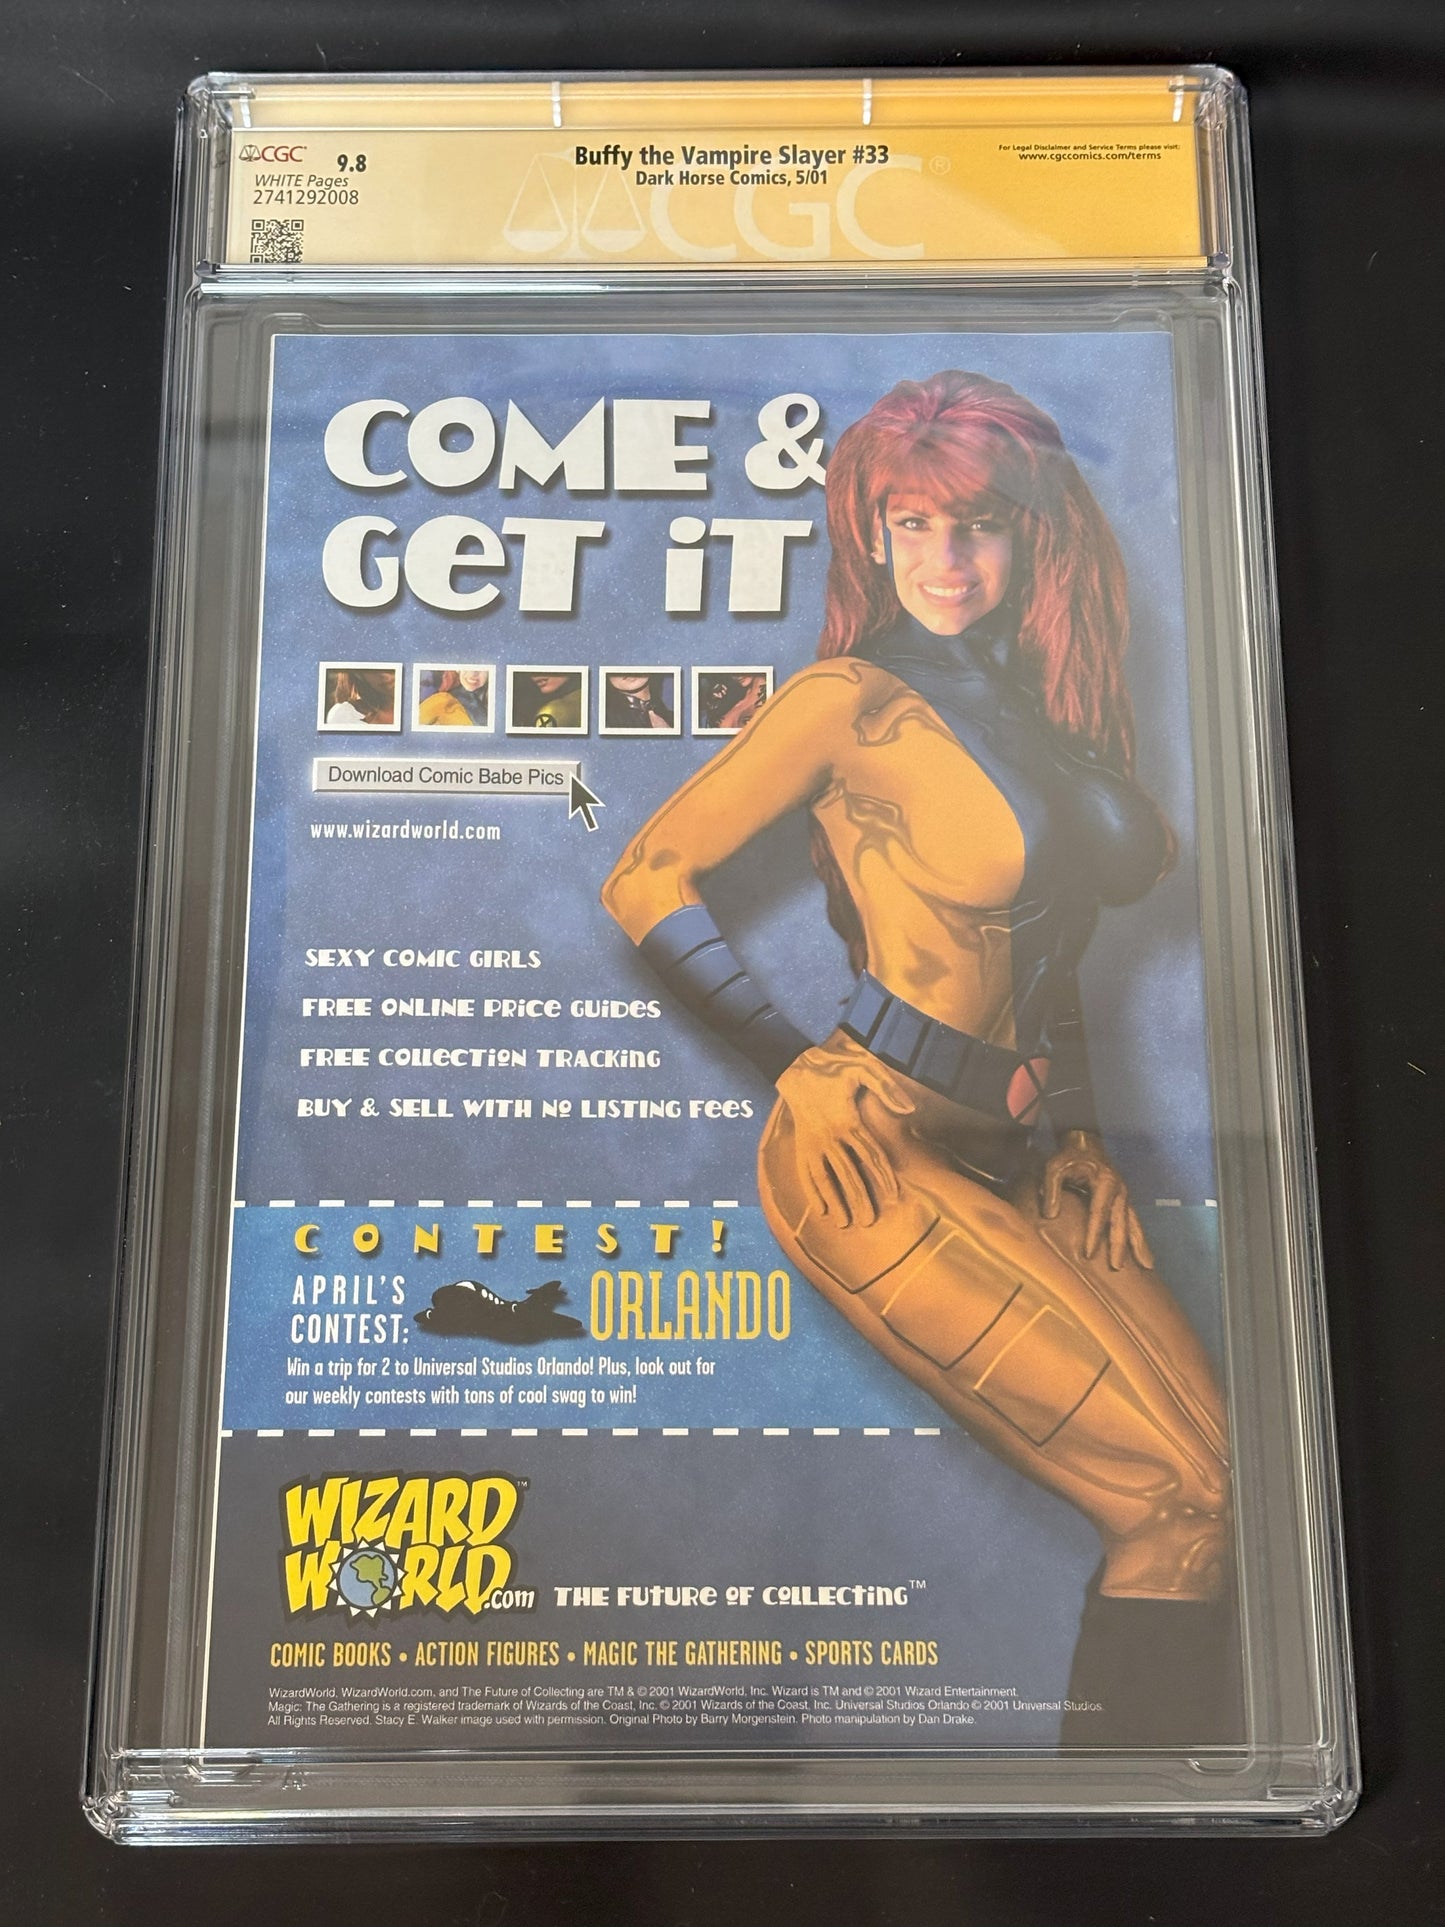 CGC
9.8
WHITE Pages
2741292008
Buffy the Vampire Slayer #33
Dark Horse Comics, 5/01
For Legal Disclaimer and Service Terms please visit:
www.cgccomics.com/terms
CGC®
COME &
GeT iT
Download Comic Babe Pics
www.wizardworld.com
SEXY COMIC GIRLS
FREE ONLINE PRice GUiDes
FREE COLLECTiON TRACKiNG
BUY & SELL WITH NO LISTING Fees
CONTEST!
APRIL'S
CONTEST:
ORLANDO
Win a trip for 2 to Universal Studios Orlando! Plus, look out for
our weekly contests with tons of cool swag to win!
WIZARD™
WORLD.com
THE FUTURE OF COLLECTING™
COMIC BOOKS • ACTION FIGURES • MAGIC THE GATHERING • SPORTS CARDS
WizardWorld, WizardWorld.com, and The Future of Collecting are TM & © 2001 WizardWorld, Inc. Wizard is TM and © 2001 Wizard Entertainment.
Magic: The Gathering is a registered trademark of Wizards of the Coast, Inc. © 2001 Wizards of the Coast, Inc. Universal Studios Orlando © 2001 Universal Studios.
All Rights Reserved. Stacy E. Walker image used with permission. Original Photo by Barry Morgenstein. Photo manipulation by Dan Drake.